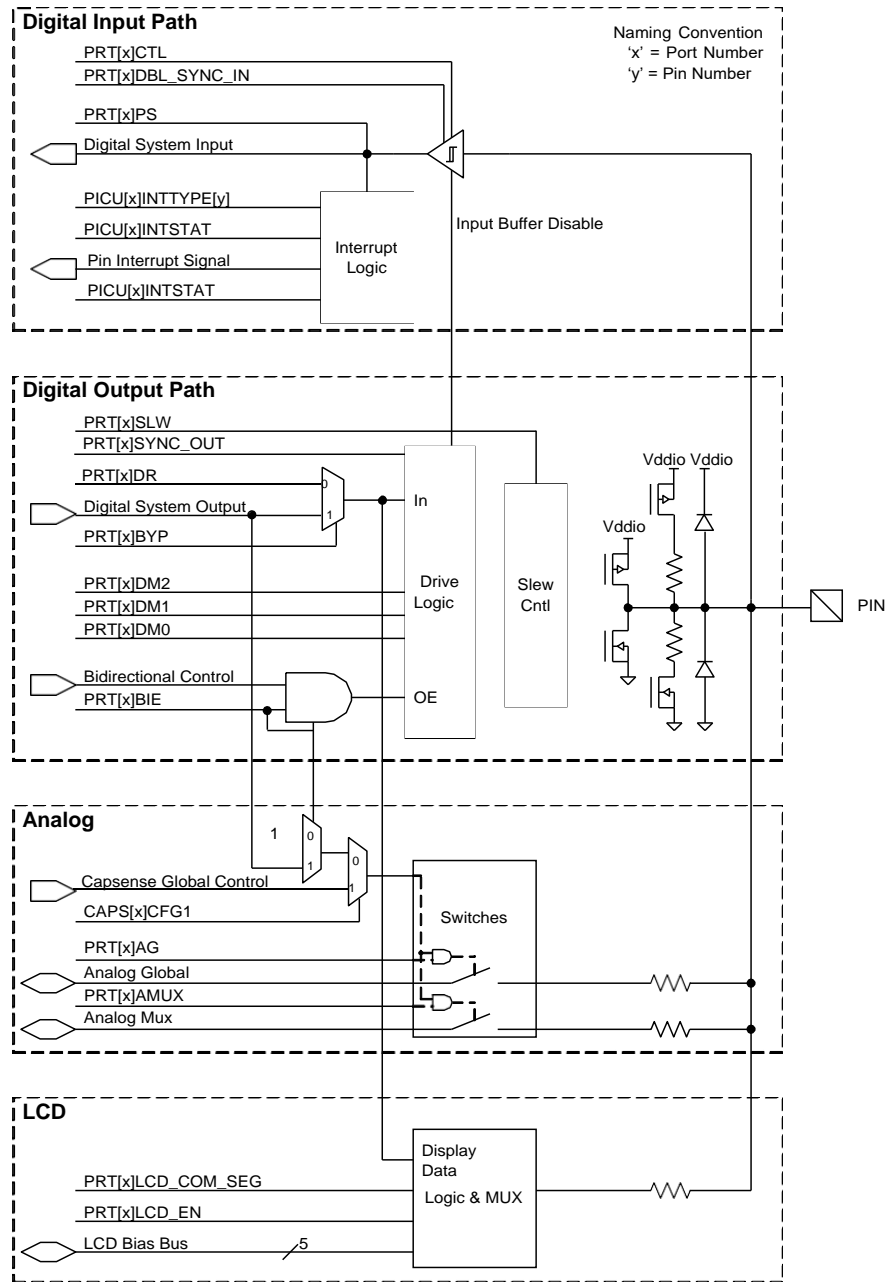 Digital Input Path
Naming Convention
‘x’ = Port Number
‘y’ = Pin Number
PRT[x]CTL
PRT[x]DBL_SYNC_IN
PRT[x]PS
Digital System Input
PICU[x]INTTYPE[y]
PICU[x]INTSTAT
Pin Interrupt Signal
PICU[x]INTSTAT
Interrupt
Logic
Input Buffer Disable
Digital Output Path
PRT[x]SLW
PRT[x]SYNC_OUT
PRT[x]DR
Digital System Output
PRT[x]BYP
0
1
In
PRT[x]DM2
PRT[x]DM1
PRT[x]DM0
Drive
Logic
Slew
Cntl
Bidirectional Control
PRT[x]BIE
OE
Vddio Vddio
Vddio
PIN
Analog
1
0
1
0
1
Capsense Global Control
CAPS[x]CFG1
Switches
PRT[x]AG
Analog Global
PRT[x]AMUX
Analog Mux
LCD
Display
Data
Logic & MUX
PRT[x]LCD_COM_SEG
PRT[x]LCD_EN
LCD Bias Bus
5